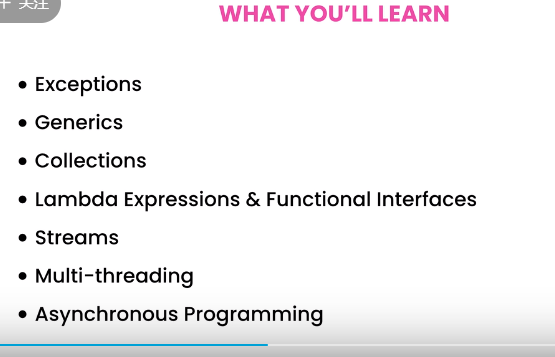 + 关注
WHAT YOU'LL LEARN
• Exceptions
• Generics
• Collections
• Lambda Expressions & Functional Interfaces
• Streams
• Multi-threading
• Asynchronous Programming